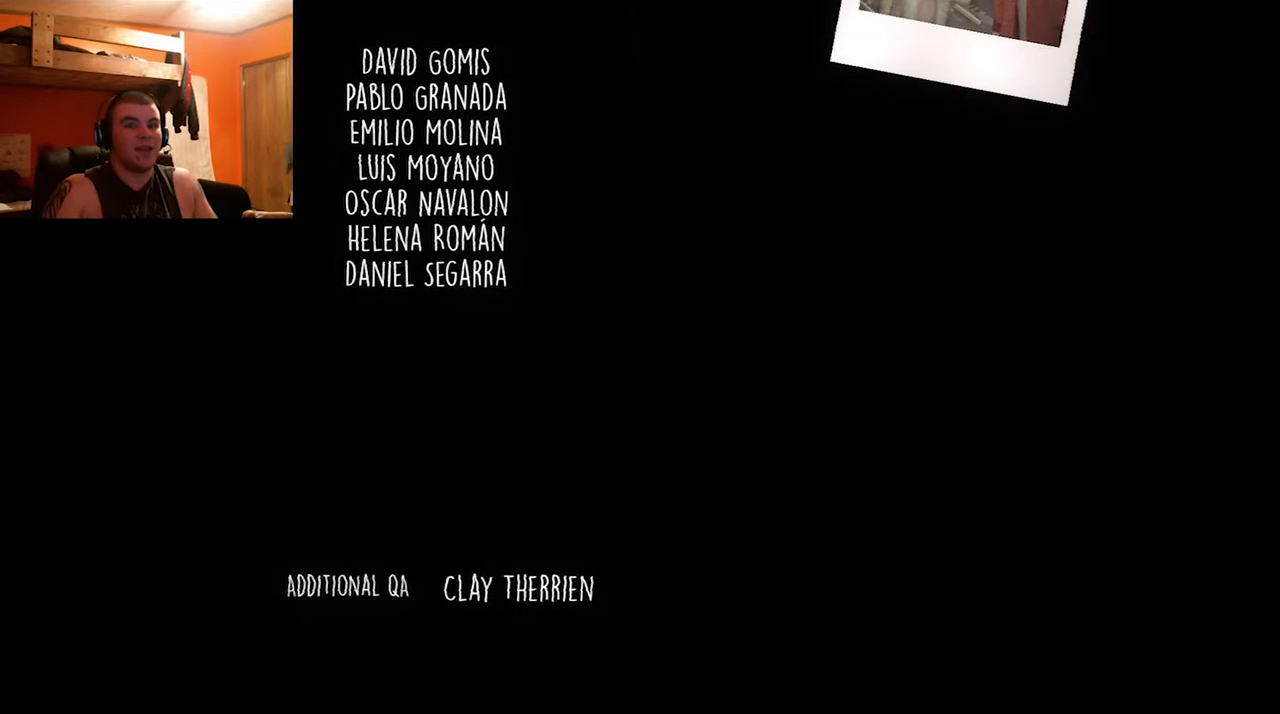 DAVID GOMIS
PABLO GRANADA
EMILIO MOLINA
LUIS MOYANO
OSCAR NAVALON
HELENA ROMÁN
DANIEL SEGARRA
ADDITIONAL QA CLAY THERRIEN